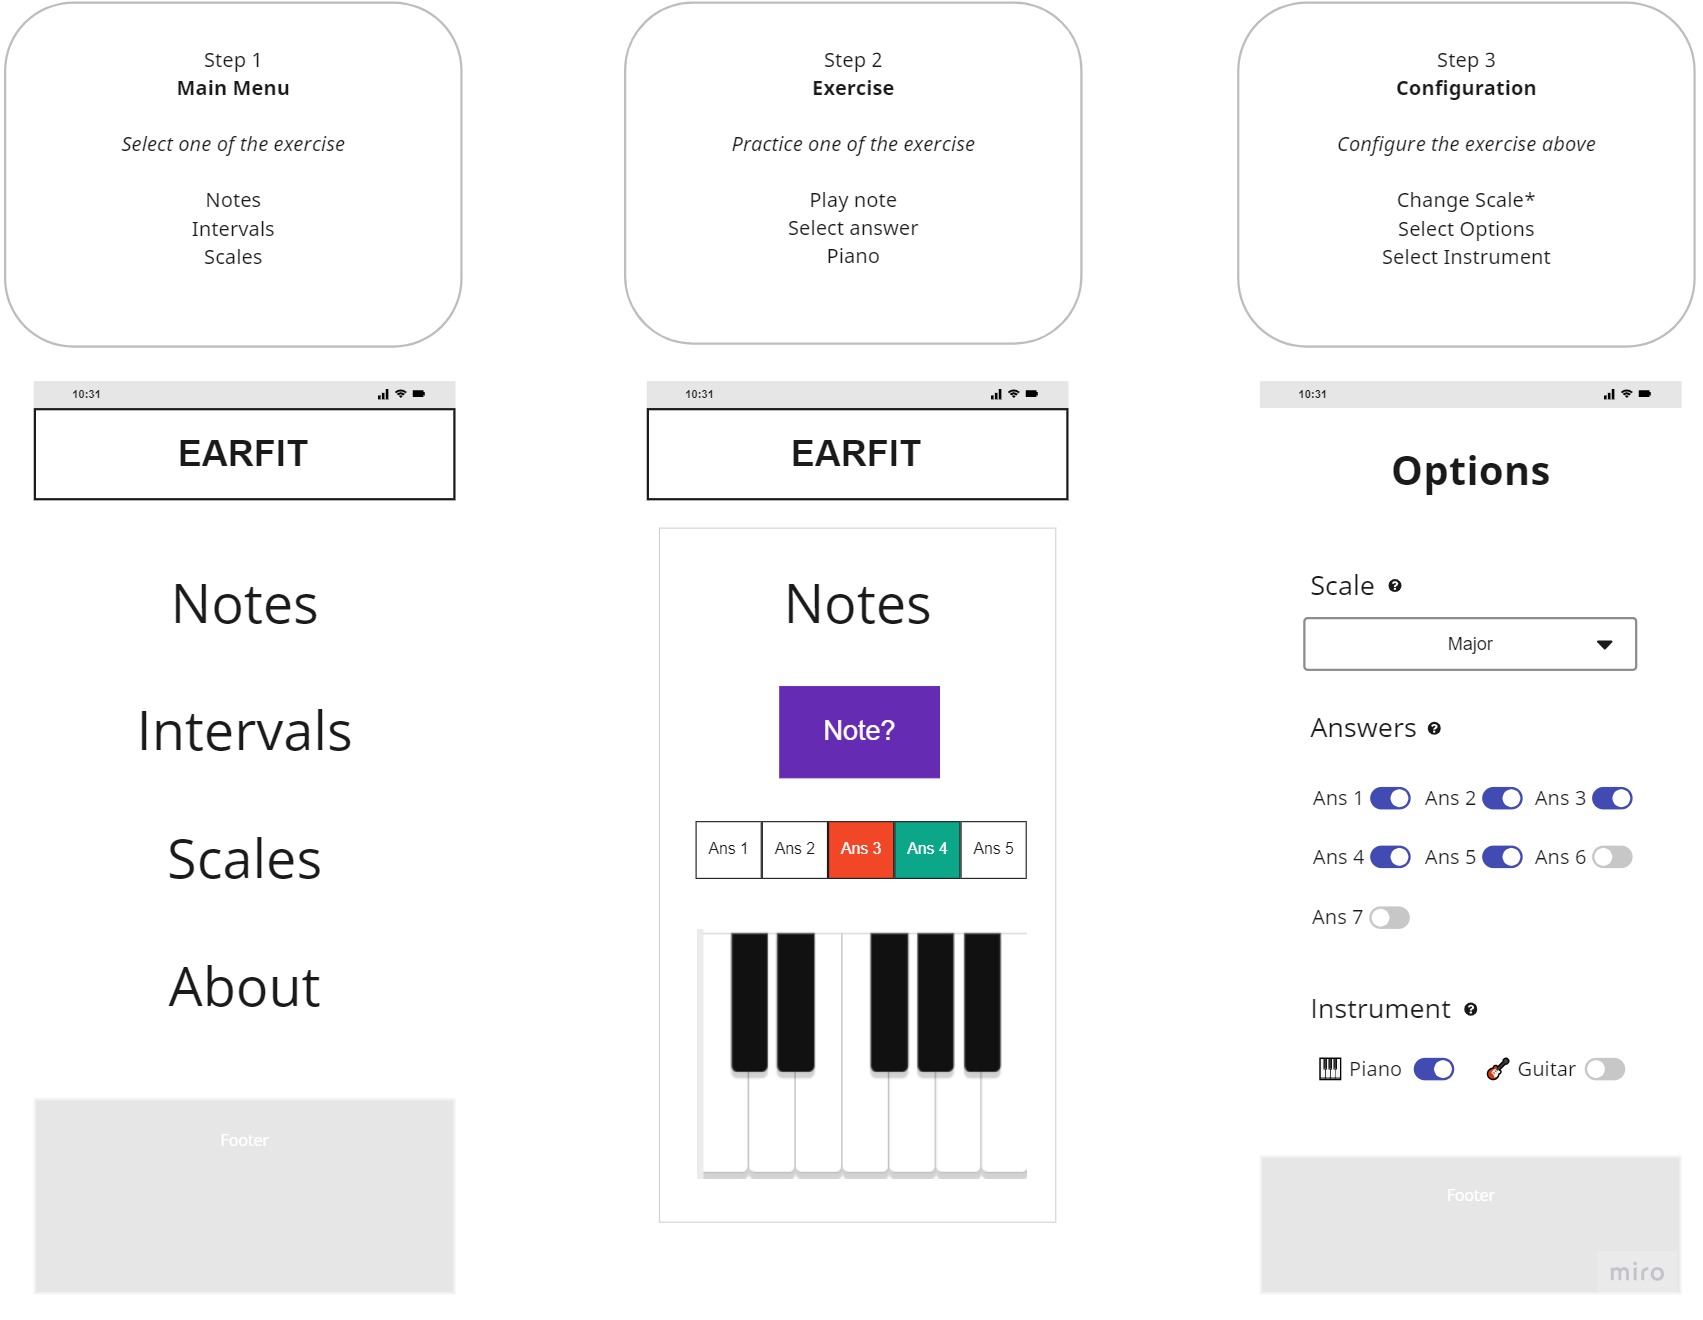 Step 1
Main Menu
Select one of the exercise
Notes
Intervals
Scales
Step 2
Exercise
Practice one of the exercise
Play note
Select answer
Piano
Step 3
Configuration
Configure the exercise above
Change Scale*
Select Options
Select Instrument
10:31
EARFIT
Notes
Intervals
Scales
About
Footer
10:31
EARFIT
Notes
Note?
Ans 1 Ans 2 Ans 3 Ans 4 Ans 5
10:31
Options
Scale ?
Major
Answers ?
Ans 1 Ans 2 Ans 3
Ans 4 Ans 5 Ans 6
Ans 7
Instrument ?
Piano Guitar
Footer
miro